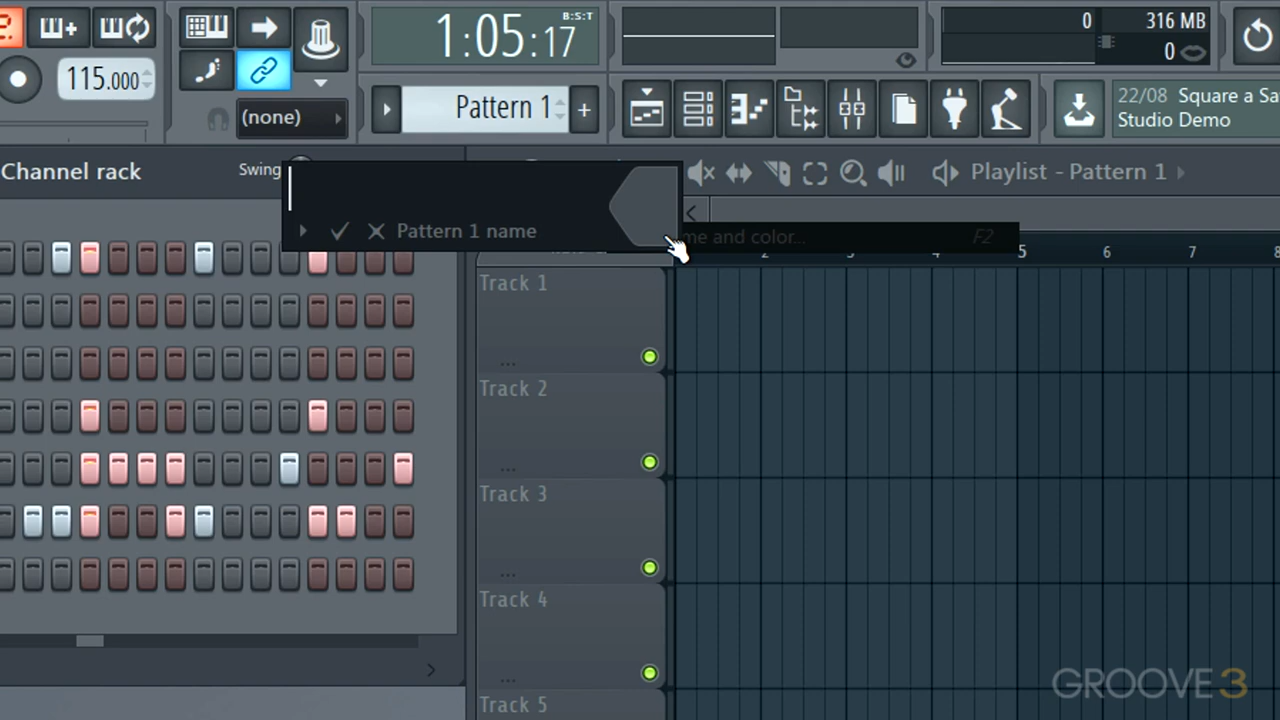 0
316 MB
0
B:S:T
1:05:17
115.000
(none)
Pattern 1
22/08 Square a Sa
Studio Demo
Channel rack
Swing
Playlist - Pattern 1
Pattern 1 name
me and color...
F2
2
3
4
5
6
7
8
Track 1
...
Track 2
...
Track 3
...
Track 4
...
Track 5
GROOVE3